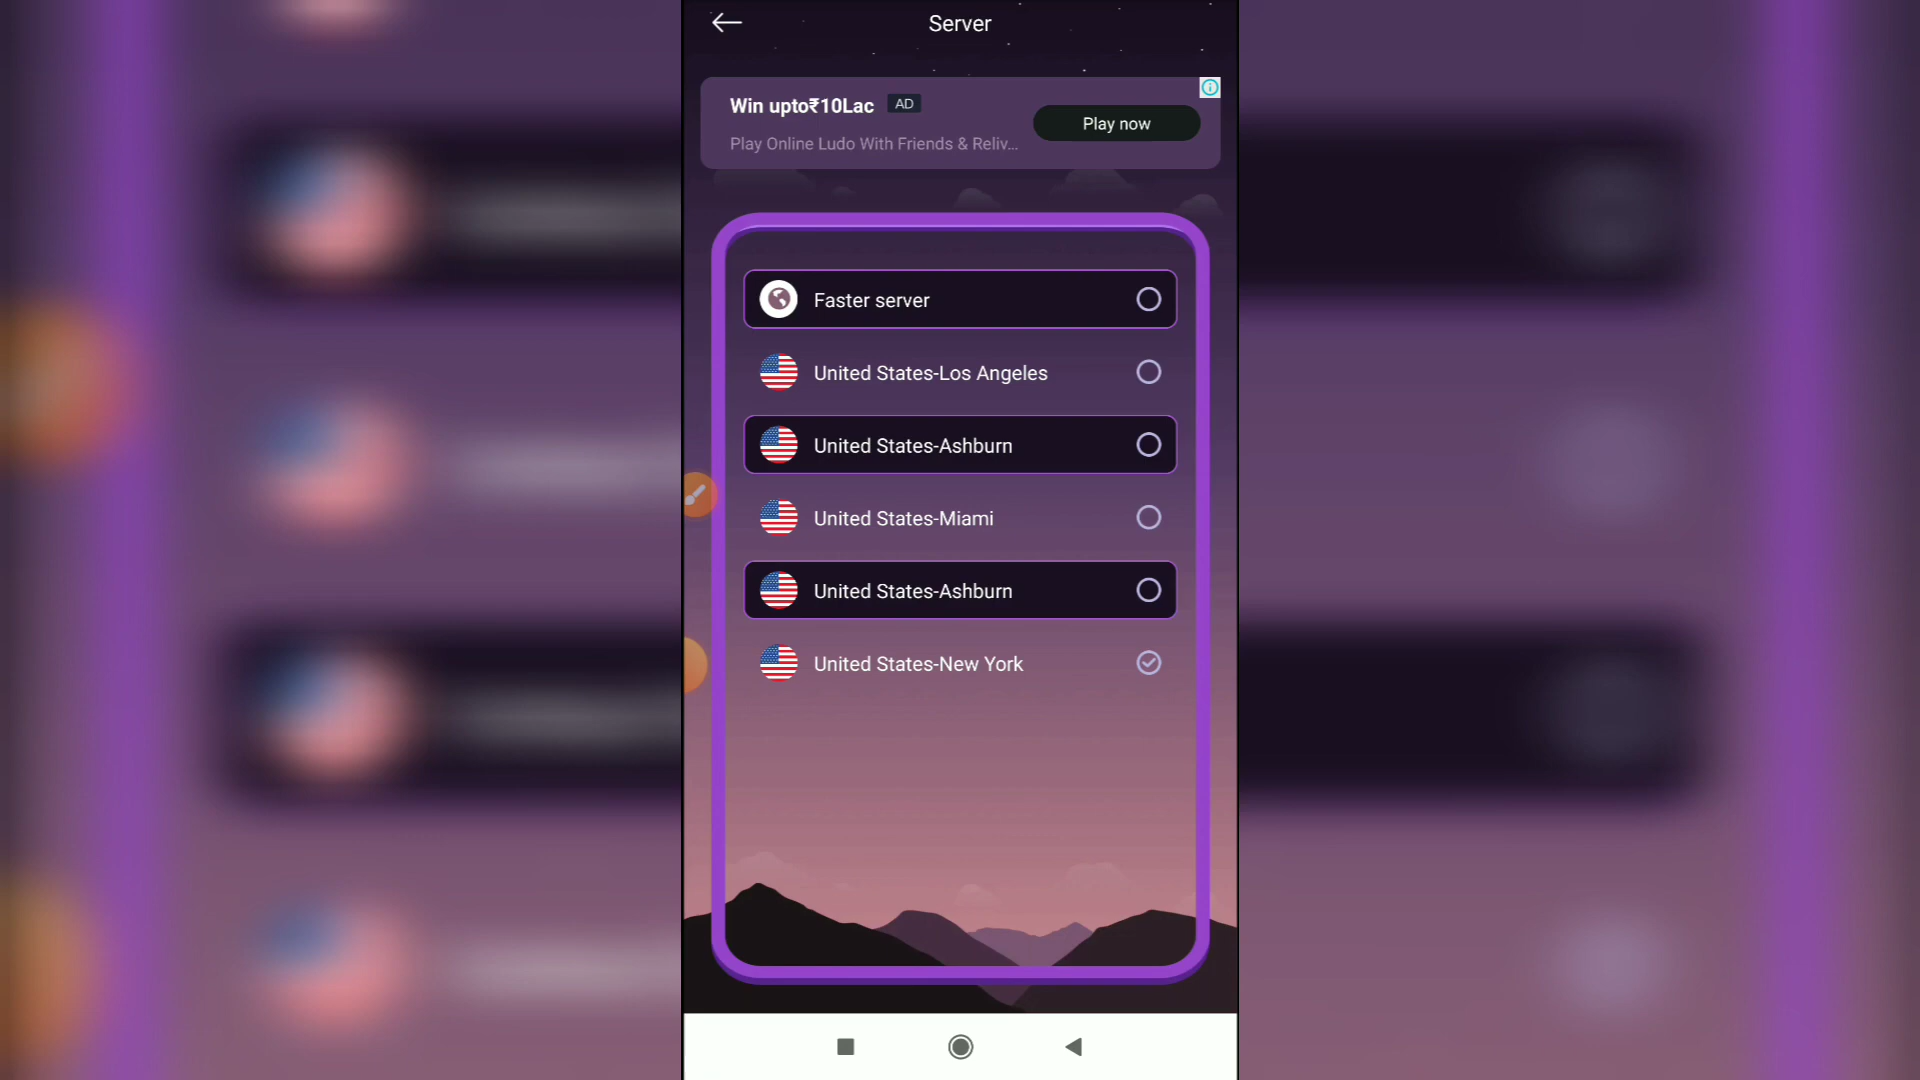 Server
Win upto₹10Lac AD
Play Online Ludo With Friends & Reliv...
Play now
Faster server
United States-Los Angeles
United States-Ashburn
United States-Miami
United States-Ashburn
United States-New York